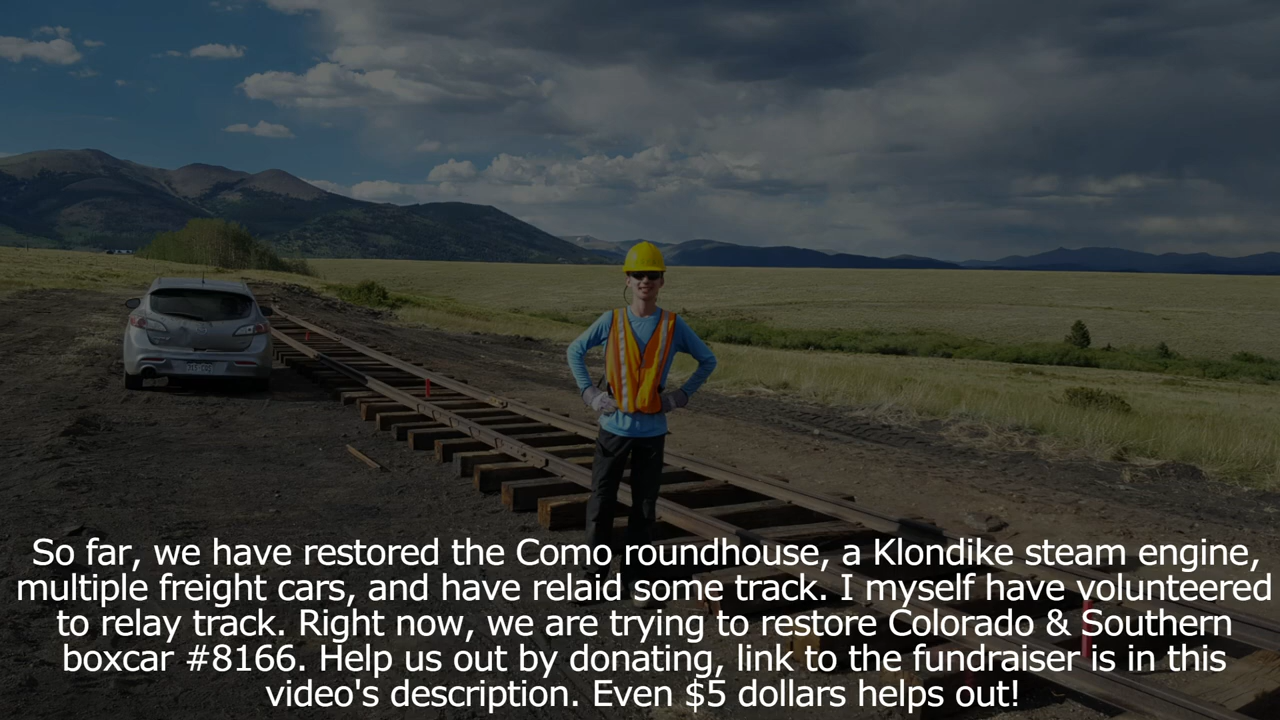 So far, we have restored the Como roundhouse, a Klondike steam engine,
multiple freight cars, and have relaid some track. I myself have volunteered
to relay track. Right now, we are trying to restore Colorado & Southern
boxcar #8166. Help us out by donating, link to the fundraiser is in this
video's description. Even $5 dollars helps out!